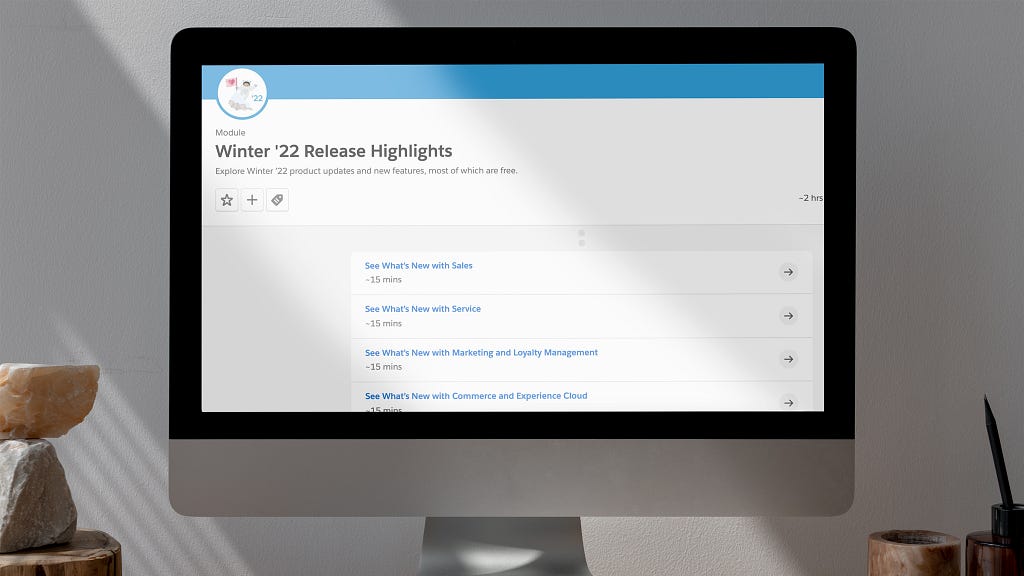 '22
Module
Winter '22 Release Highlights
Explore Winter '22 product updates and new features, most of which are free.
~2 hrs
See What's New with Sales
~15 mins
See What's New with Service
~15 mins
See What's New with Marketing and Loyalty Management
~15 mins
See What's New with Commerce and Experience Cloud
~15 mins